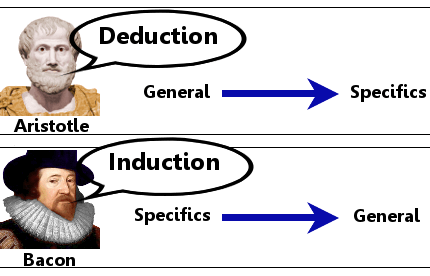 Deduction
General
Specifics
Aristotle
Induction
Specifics
General
Bacon